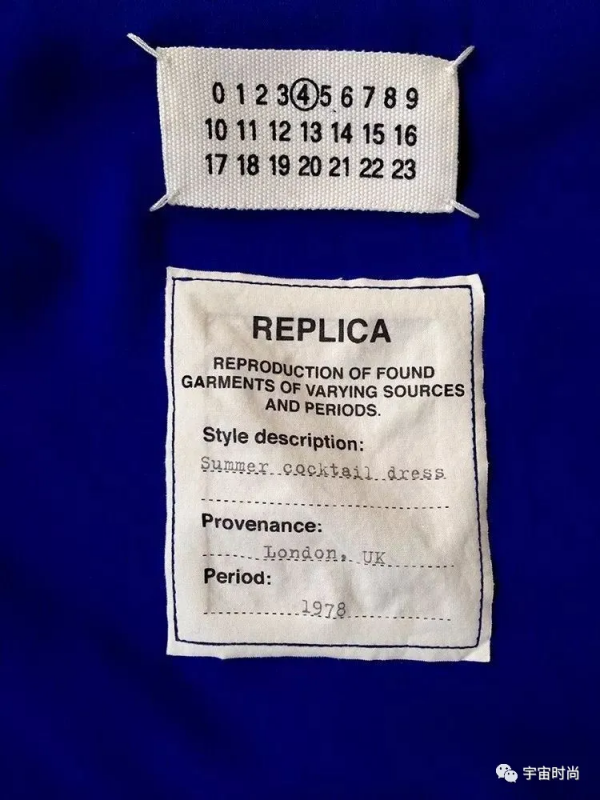 0 1 2 3 4 5 6 7 8 9
10 11 12 13 14 15 16
17 18 19 20 21 22 23
REPLICA
REPRODUCTION OF FOUND
GARMENTS OF VARYING SOURCES
AND PERIODS.
Style description:
Summer cocktail dress
Provenance:
London, UK
Period:
1978
宇宙时尚